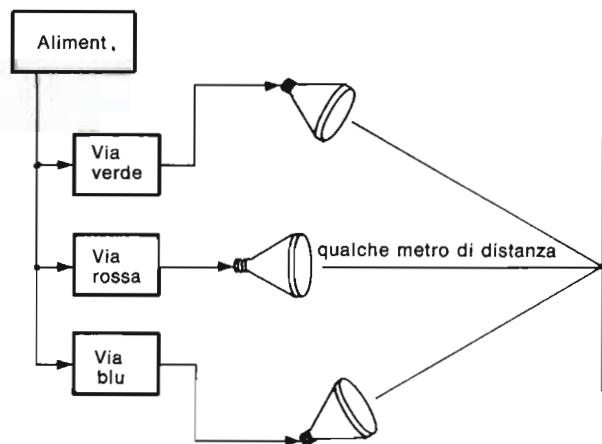 Aliment.
Via
verde
Via
rossa
qualche metro di distanza
Via
blu